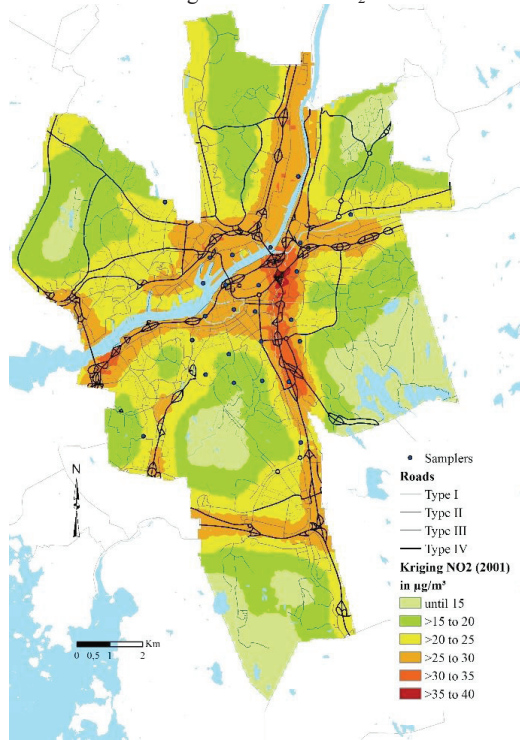 N
Km
0 0.5 1 2
Samplers
Roads
Type I
Type II
Type III
Type IV
Kriging NO2 (2001)
in µg/m³
until 15
>15 to 20
>20 to 25
>25 to 30
>30 to 35
>35 to 40